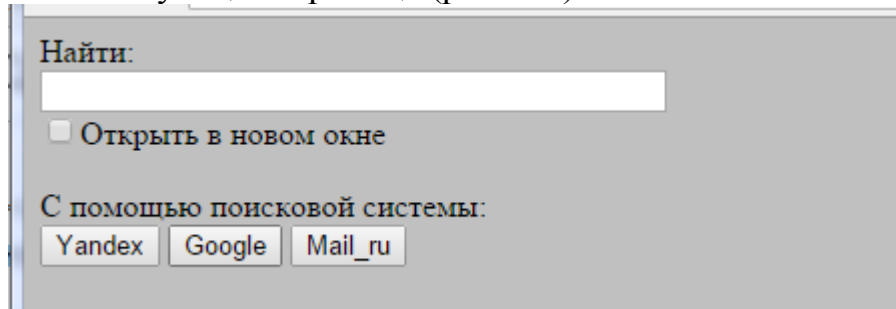 Найти:
Открыть в новом окне
С помощью поисковой системы:
Yandex Google Mail_ru